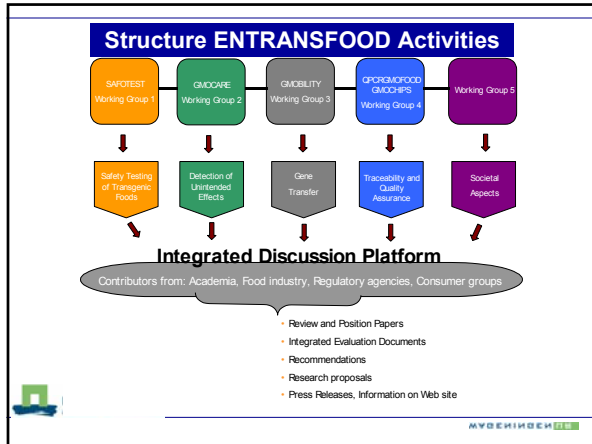 Structure ENTRANSFOOD Activities
SAFOTEST
Working Group 1
GMOCARE
Working Group 2
GMOBILITY
Working Group 3
QPCRGMOFOOD
GMOCHIPS
Working Group 4
Working Group 5
Safety Testing
of Transgenic
Foods
Detection of
Unintended
Effects
Gene
Transfer
Traceability and
Quality
Assurance
Societal
Aspects
Integrated Discussion Platform
Contributors from: Academia, Food industry, Regulatory agencies, Consumer groups
• Review and Position Papers
• Integrated Evaluation Documents
• Recommendations
• Research proposals
• Press Releases, Information on Web site